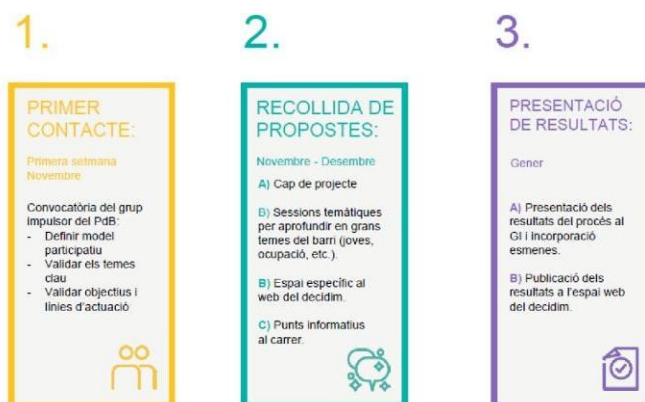 1.
PRIMER
CONTACTE:
Primera setmana
Novembre
Convocatòria del grup
impulsor del PdB:
- Definir model
participatiu
- Validar els temes
clau
- Validar objectius i
línies d'actuació
2.
RECOLLIDA DE
PROPOSTES:
Novembre - Desembre
A) Cap de projecte
B) Sessions temàtiques
per aprofundir en grans
temes del barri (joves,
ocupació, etc.).
B) Espai específic al
web del decidim.
C) Punts informatius
al carrer.
3.
PRESENTACIÓ
DE RESULTATS:
Gener
A) Presentació dels
resultats del procès al
GI i incorporació
esmenes.
B) Publicació dels
resultats a l'espai web
del decidim.